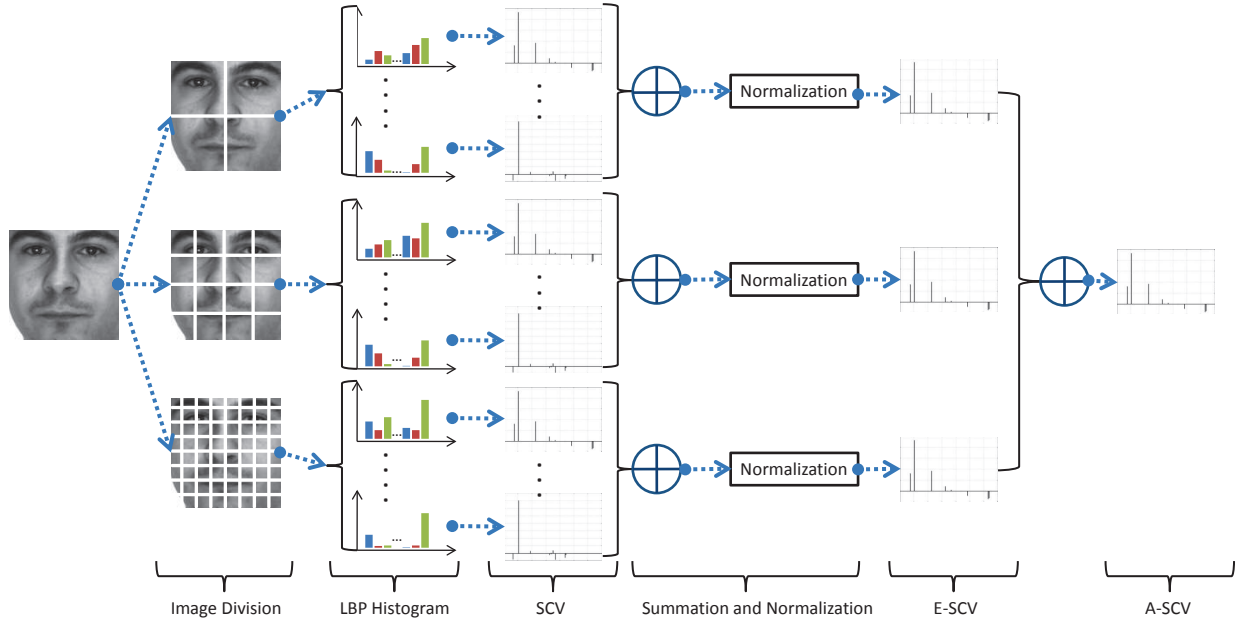 Normalization
Normalization
Normalization
Image Division
LBP Histogram
SCV
Summation and Normalization
E-SCV
A-SCV